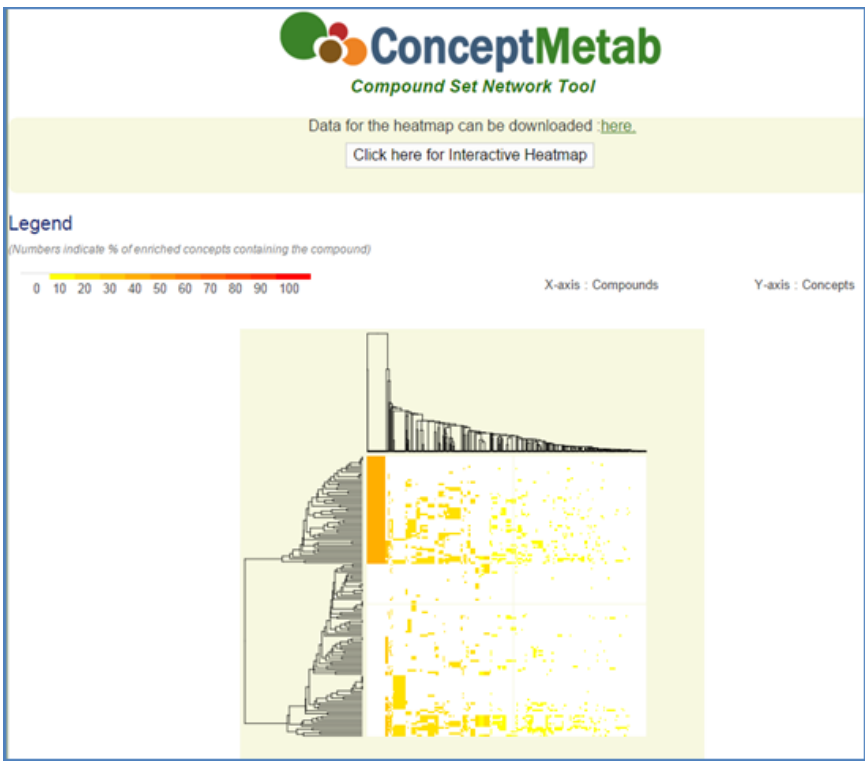 ConceptMetab
Compound Set Network Tool
Data for the heatmap can be downloaded :here.
Click here for Interactive Heatmap
Legend
(Numbers indicate % of enriched concepts containing the compound)
0 10 20 30 40 50 60 70 80 90 100
X-axis : Compounds Y-axis : Concepts